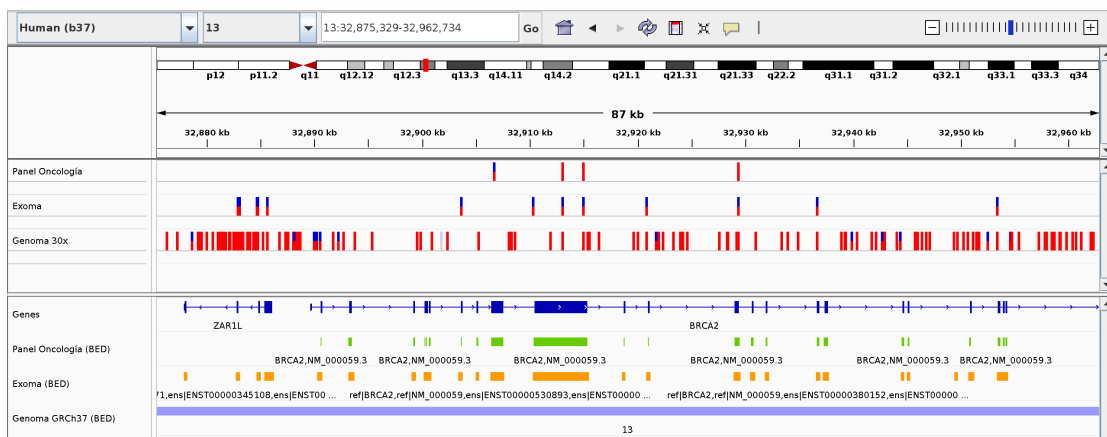 Human (b37) 13 13:32,875,329-32,962,734 Go
p12 p11.2 q11 q12.12 q12.3 q13.3 q14.11 q14.2 q21.1 q21.31 q21.33 q22.2 q31.1 q31.2 q32.1 q33.1 q33.3 q34
87 kb
32,880 kb 32,890 kb 32,900 kb 32,910 kb 32,920 kb 32,930 kb 32,940 kb 32,950 kb 32,960 kb
Panel Oncología
Exoma
Genoma 30x
Genes
ZAR1L BRCA2
Panel Oncología (BED)
BRCA2,NM_000059.3 BRCA2,NM_000059.3 BRCA2,NM_000059.3 BRCA2,NM_000059.3 BRCA2,NM_000059.3 BRCA2,NM_000059.3
Exoma (BED)
'1,ens|ENST00000345108,ens|ENST00 ... ref|BRCA2,ref|NM_000059,ens|ENST00000530893,ens|ENST00000 ... ref|BRCA2,ref|NM_000059,ens|ENST00000380152,ens|ENST00000 ...
Genoma GRCh37 (BED)
13